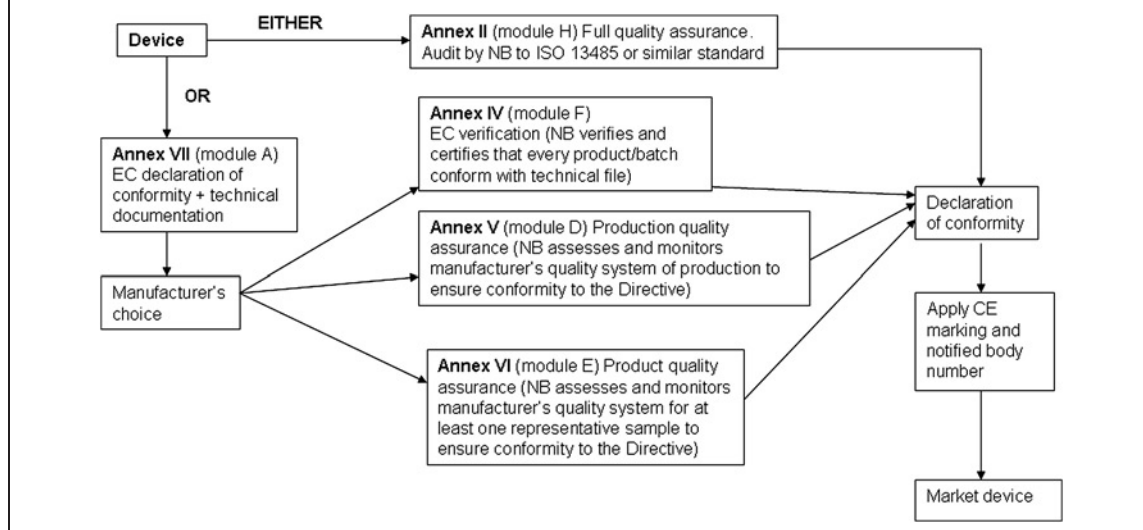 EITHER
Device
Annex II (module H) Full quality assurance.
Audit by NB to ISO 13485 or similar standard
OR
Annex VII (module A)
EC declaration of
conformity + technical
documentation
Manufacturer's
choice
Annex IV (module F)
EC verification (NB verifies and
certifies that every product/batch
conform with technical file)
Annex V (module D) Production quality
assurance (NB assesses and monitors
manufacturer's quality system of production to
ensure conformity to the Directive)
Annex VI (module E) Product quality
assurance (NB assesses and monitors
manufacturer's quality system for at
least one representative sample to
ensure conformity to the Directive)
Declaration
of conformity
Apply CE
marking and
notified body
number
Market device